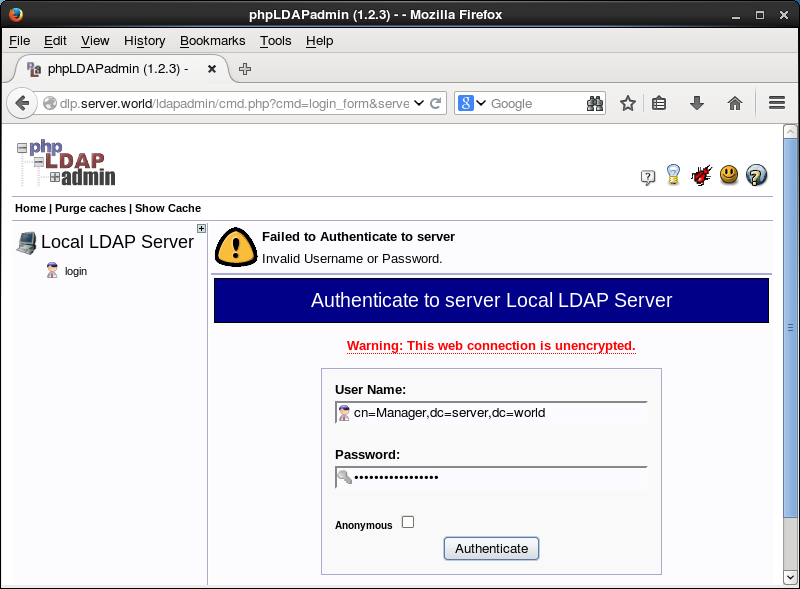 phpLDAPadmin (1.2.3) - - Mozilla Firefox
File Edit View History Bookmarks Tools Help
phpLDAPadmin (1.2.3) -
dlp.server.world/ldapadmin/cmd.php?cmd=login_form&serve
Google
php
LDAP
admin
Home | Purge caches | Show Cache
Local LDAP Server
login
Failed to Authenticate to server
Invalid Username or Password.
Authenticate to server Local LDAP Server
Warning: This web connection is unencrypted.
User Name:
cn=Manager,dc=server,dc=world
Password:
•••••••••••••••••
Anonymous
Authenticate